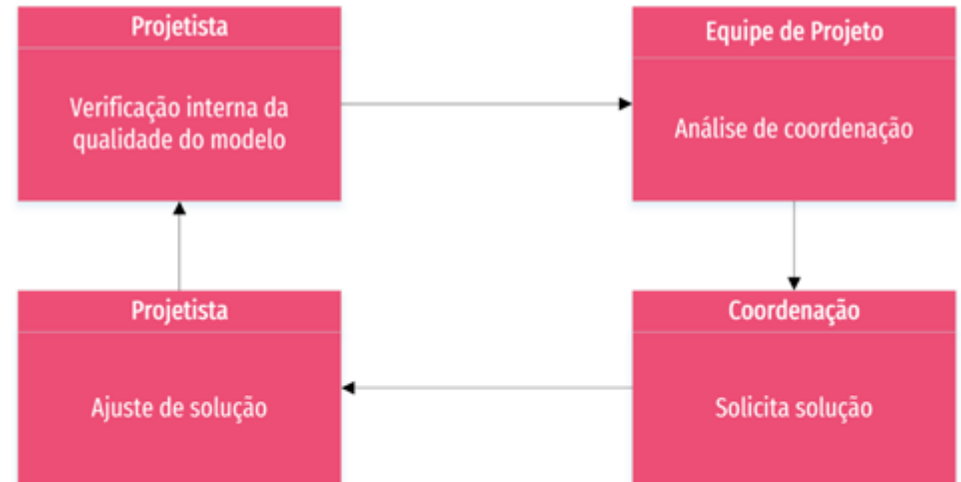 Projetista
Verificação interna da
qualidade do modelo
Equipe de Projeto
Análise de coordenação
Projetista
Ajuste de solução
Coordenação
Solicita solução